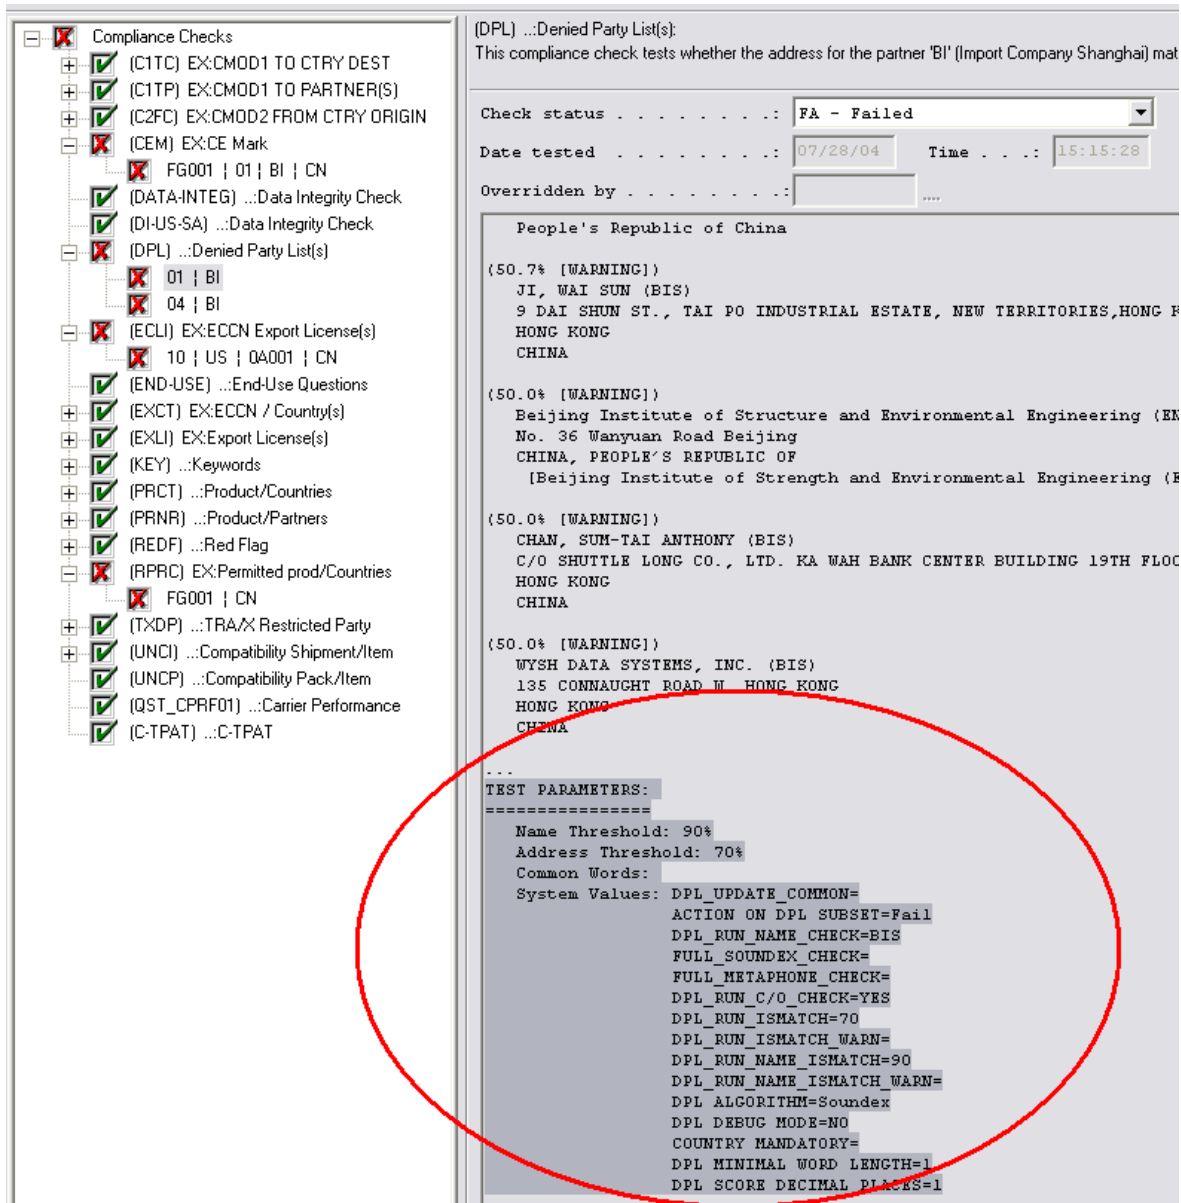 Compliance Checks
(C1TC) EX:CMOD1 TO CTRY DEST
(C1TP) EX:CMOD1 TO PARTNER(S)
(C2FC) EX:CMOD2 FROM CTRY ORIGIN
(CEM) EX:CE Mark
FG001 ¦ 01 ¦ BI ¦ CN
(DATA-INTEG) ..:Data Integrity Check
(DI-US-SA) ..:Data Integrity Check
(DPL) ..:Denied Party List(s)
01 ¦ BI
04 ¦ BI
(ECLI) EX:ECCN Export License(s)
10 ¦ US ¦ 0A001 ¦ CN
(END-USE) ..:End-Use Questions
(EXCT) EX:ECCN / Country(s)
(EXLI) EX:Export License(s)
(KEY) ..:Keywords
(PRCT) ..:Product/Countries
(PRNR) ..:Product/Partners
(REDF) ..:Red Flag
(RPRC) EX:Permitted prod/Countries
FG001 ¦ CN
(TXDP) ..:TRA/X Restricted Party
(UNCI) ..:Compatibility Shipment/Item
(UNCP) ..:Compatibility Pack/Item
(QST_CPRF01) ..:Carrier Performance
(C-TPAT) ..:C-TPAT
(DPL) ..:Denied Party List(s):
This compliance check tests whether the address for the partner 'BI' (Import Company Shanghai) mat
Check status . . . . . . . .: FA - Failed
Date tested . . . . . . . .: 07/28/04 Time . . .: 15:15:28
Overridden by . . . . . . . .: ....
People's Republic of China
(50.7% [WARNING])
JI, WAI SUN (BIS)
9 DAI SHUN ST., TAI PO INDUSTRIAL ESTATE, NEW TERRITORIES,HONG K
HONG KONG
CHINA
(50.0% [WARNING])
Beijing Institute of Structure and Environmental Engineering (EN
No. 36 Wanyuan Road Beijing
CHINA, PEOPLE'S REPUBLIC OF
[Beijing Institute of Strength and Environmental Engineering (E
(50.0% [WARNING])
CHAN, SUM-TAI ANTHONY (BIS)
C/O SHUTTLE LONG CO., LTD. KA WAH BANK CENTER BUILDING 19TH FLOO
HONG KONG
CHINA
(50.0% [WARNING])
WYSH DATA SYSTEMS, INC. (BIS)
135 CONNAUGHT ROAD W. HONG KONG
HONG KONG
CHINA
...
TEST PARAMETERS:
================
Name Threshold: 90%
Address Threshold: 70%
Common Words:
System Values: DPL_UPDATE_COMMON=
ACTION ON DPL SUBSET=Fail
DPL_RUN_NAME_CHECK=BIS
FULL_SOUNDEX_CHECK=
FULL_METAPHONE_CHECK=
DPL_RUN_C/O_CHECK=YES
DPL_RUN_ISMATCH=70
DPL_RUN_ISMATCH_WARN=
DPL_RUN_NAME_ISMATCH=90
DPL_RUN_NAME_ISMATCH_WARN=
DPL ALGORITHM=Soundex
DPL DEBUG MODE=NO
COUNTRY MANDATORY=
DPL MINIMAL WORD LENGTH=1
DPL SCORE DECIMAL PLACES=1